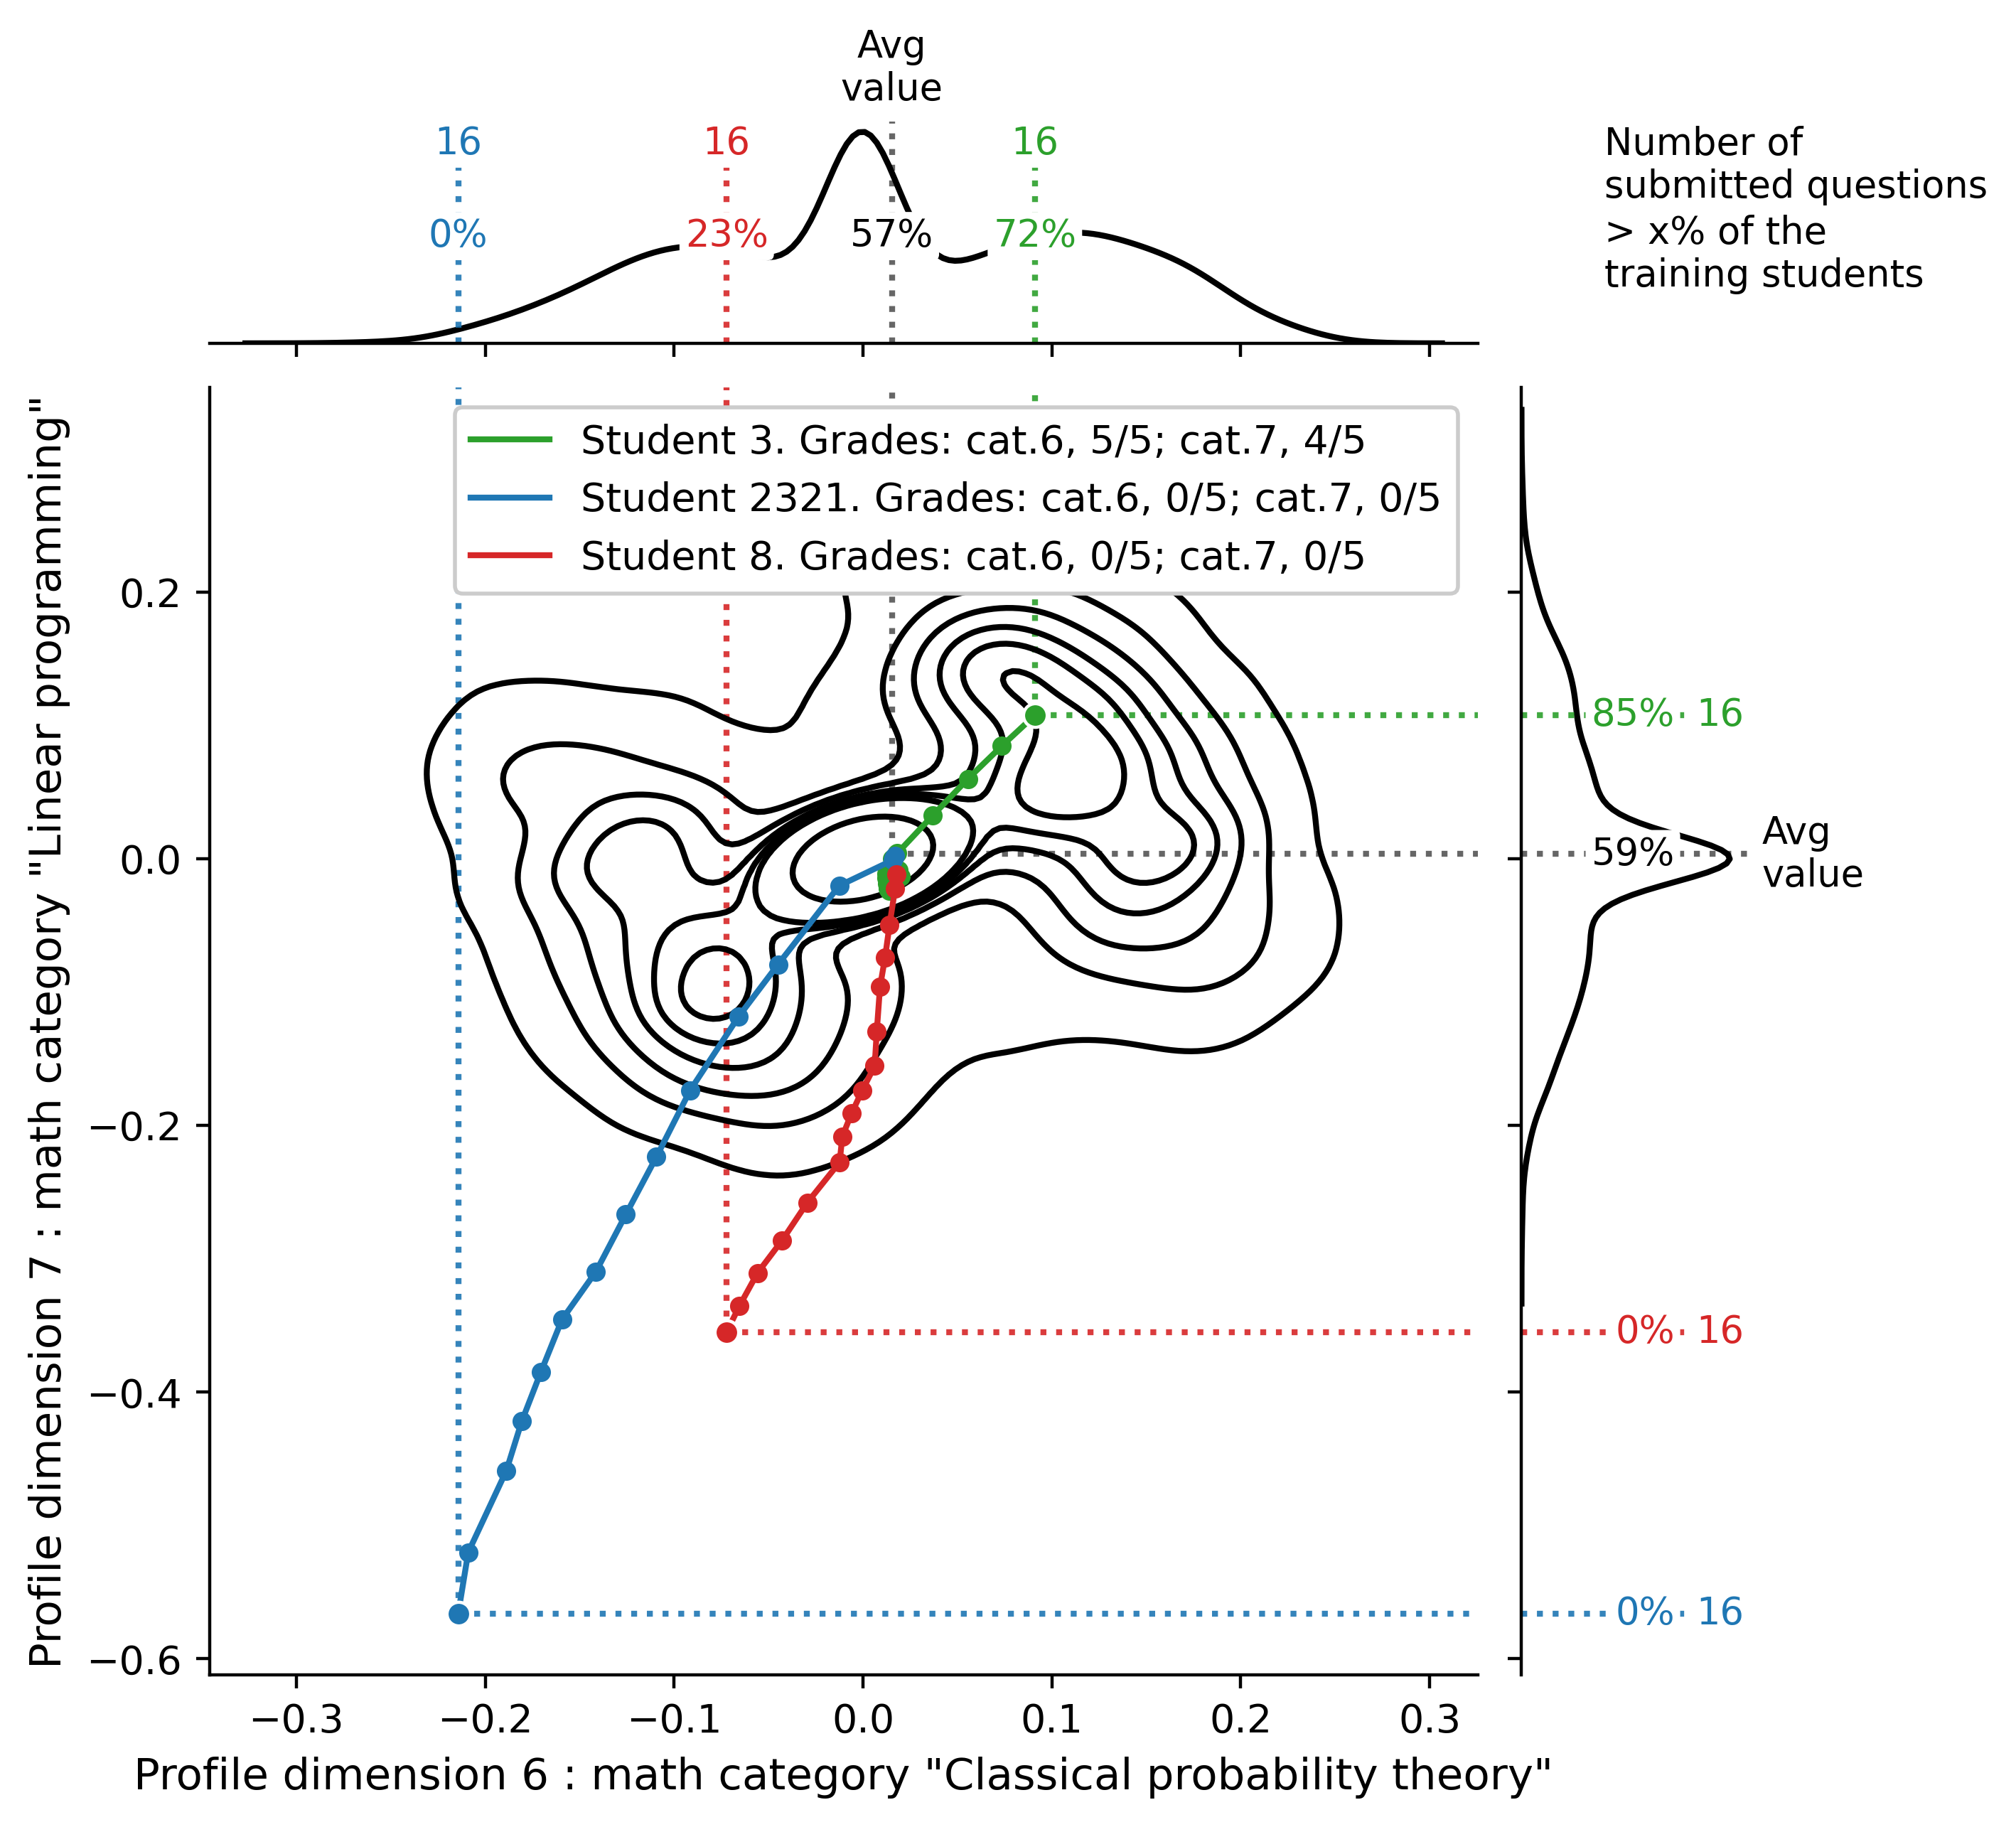 Avg
value
16
16
16
0%
23%
57%
72%
Number of
submitted questions
> x% of the
training students
Student 3. Grades: cat.6, 5/5; cat.7, 4/5
Student 2321. Grades: cat.6, 0/5; cat.7, 0/5
Student 8. Grades: cat.6, 0/5; cat.7, 0/5
Profile dimension 7 : math category "Linear programming"
0.2
0.0
−0.2
−0.4
−0.6
85%
16
59%
Avg
value
0%
16
0%
16
−0.3
−0.2
−0.1
0.0
0.1
0.2
0.3
Profile dimension 6 : math category "Classical probability theory"